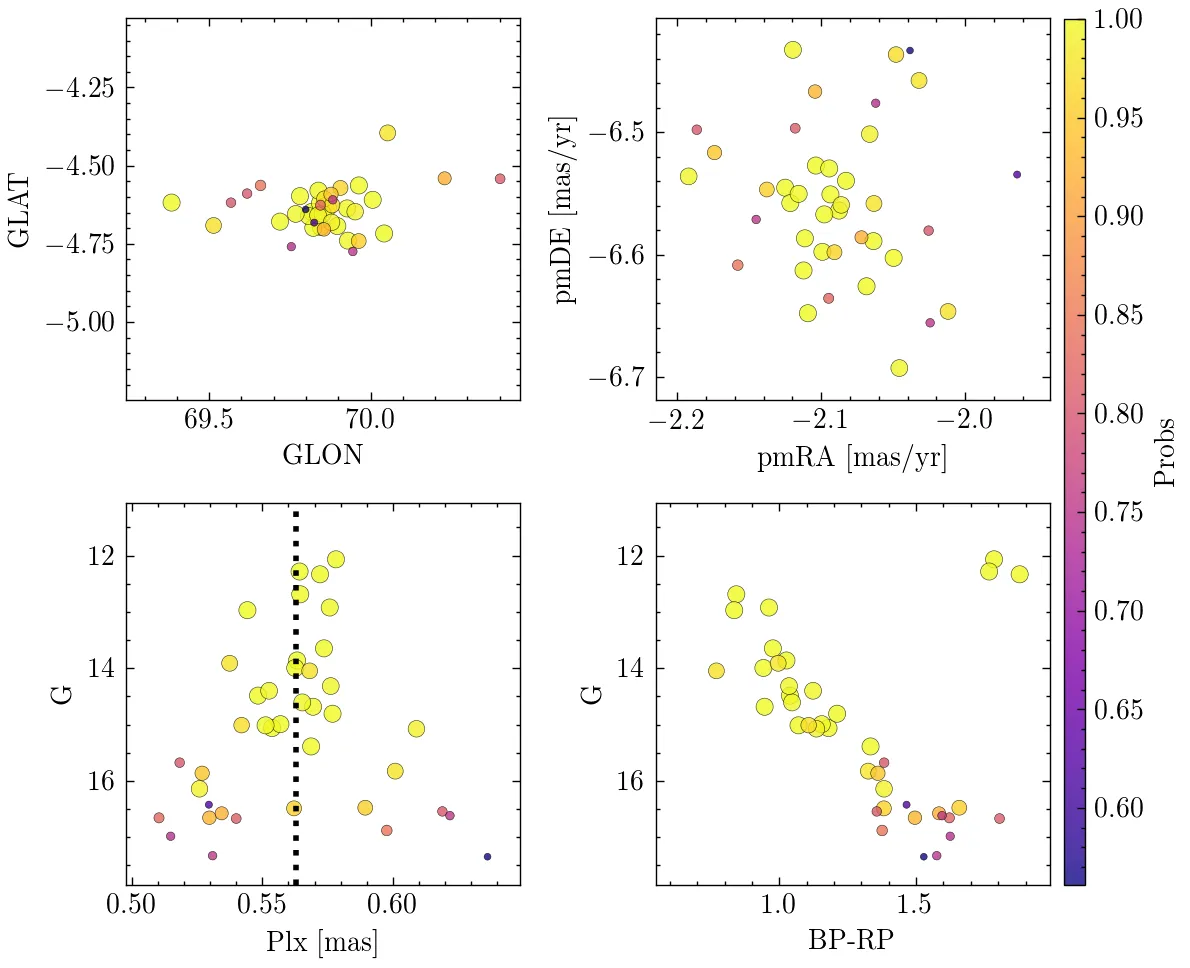 −4.25
−4.50
−4.75
−5.00
GLAT
69.5 70.0
GLON
−6.5
−6.6
−6.7
pmDE [mas/yr]
−2.2 −2.1 −2.0
pmRA [mas/yr]
1.00
0.95
0.90
0.85
0.80
0.75
0.70
0.65
0.60
Probs
12
14
16
G
0.50 0.55 0.60
Plx [mas]
12
14
16
G
1.0 1.5
BP-RP